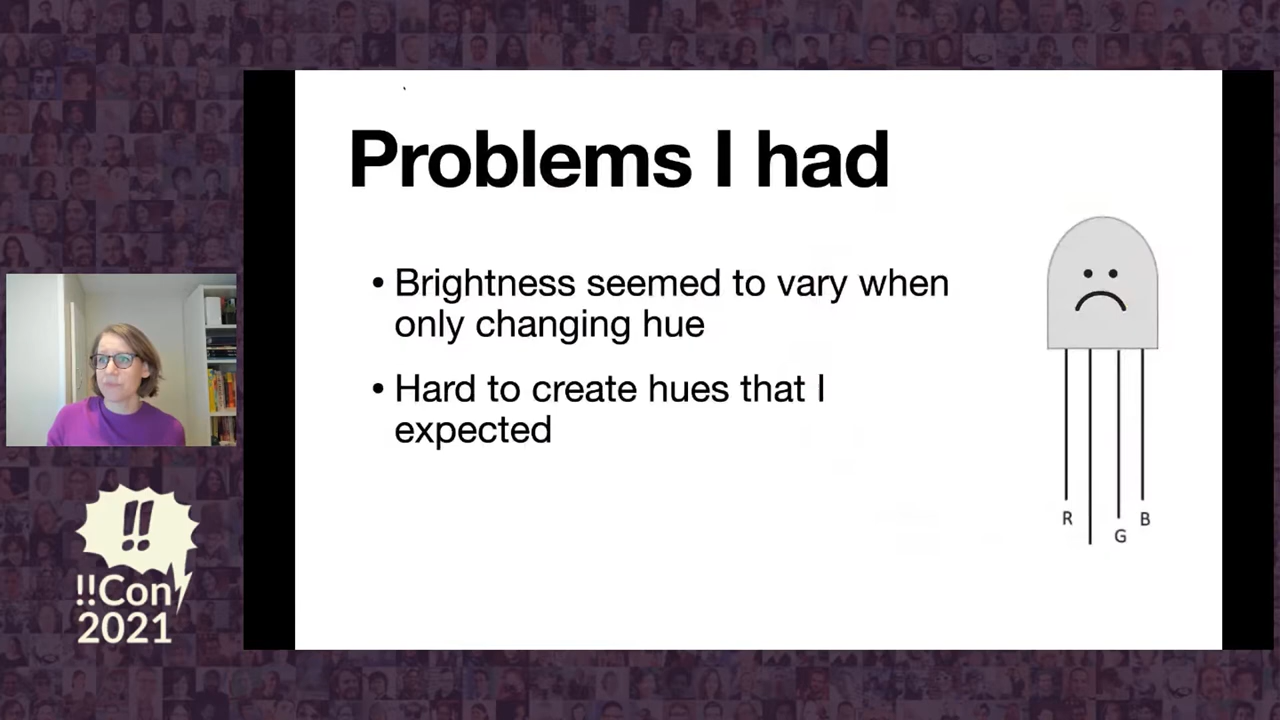 Problems I had
• Brightness seemed to vary when
only changing hue
• Hard to create hues that I
expected
R
G
B
!!
!!Con
2021